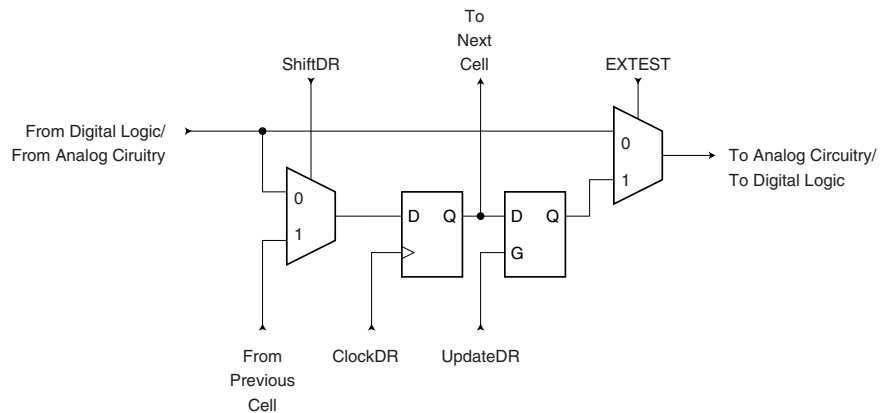 To
Next
Cell
ShiftDR
EXTEST
From Digital Logic/
From Analog Ciruitry
0
1
0
1
D Q
D Q
G
To Analog Circuitry/
To Digital Logic
From
Previous
Cell
ClockDR
UpdateDR